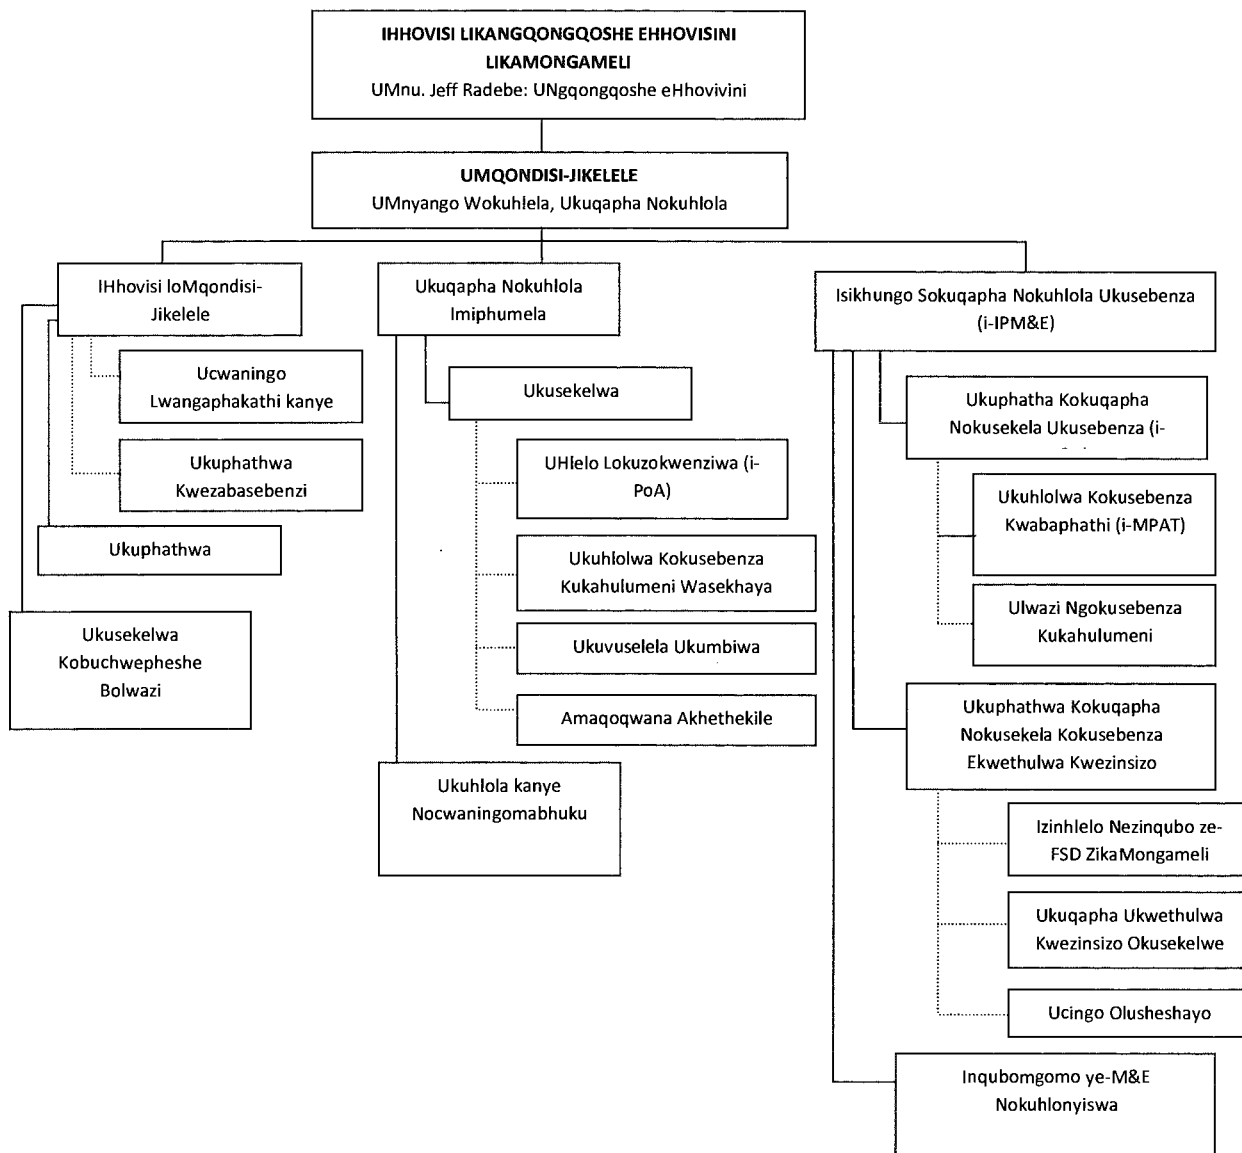 IHHOVISI LIKANGQONGQOSHE EHHOVISINI
LIKAMONGAMELI
UMnu. Jeff Radebe: UNgqongqoshe eHhovivini
UMQONDISI-JIKELELE
UMnyango Wokuhlela, Ukuqapha Nokuhlola
IHhovisi loMqondisi-
Jikelele
Ucwaningo
Lwangaphakathi kanye
Ukuphathwa
Kwezabasebenzi
Ukuphathwa
Ukusekelwa
Kobuchwepheshe
Bolwazi
Ukuqapha Nokuhlola
Imiphumela
Ukusekelwa
UHlelo Lokuzokwenziwa (i-
PoA)
Ukuhlolwa Kokusebenza
Kukahulumeni Wasekhaya
Ukuvuselela Ukumbiwa
Amaqoqwana Akhethekile
Ukuhlola kanye
Nocwaningomabhuku
Isikhungo Sokuqapha Nokuhlola Ukusebenza
(i-IPM&E)
Ukuphatha Kokuqapha
Nokusekela Ukusebenza (i-
Ukuhlolwa Kokusebenza
Kwabaphathi (i-MPAT)
Ulwazi Ngokusebenza
Kukahulumeni
Ukuphathwa Kokuqapha
Nokusekela Kokusebenza
Ekwethulwa Kwezinsizo
Izinhlelo Nezinqubo ze-
FSD ZikaMongameli
Ukuqapha Ukwethulwa
Kwezinsizo Okusekelwe
Ucingo Olusheshayo
Inqubomgomo ye-M&E
Nokuhlonyiswa